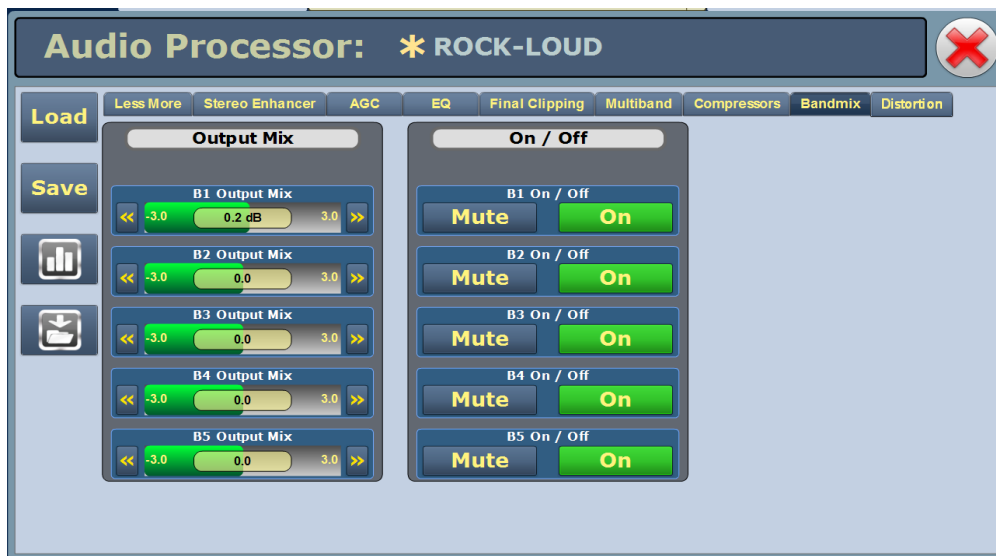 Audio Processor: * ROCK-LOUD
Load
Save
Less More Stereo Enhancer AGC EQ Final Clipping Multiband Compressors Bandmix Distortion
Output Mix
B1 Output Mix
« -3.0 0.2 dB 3.0 »
B2 Output Mix
« -3.0 0.0 3.0 »
B3 Output Mix
« -3.0 0.0 3.0 »
B4 Output Mix
« -3.0 0.0 3.0 »
B5 Output Mix
« -3.0 0.0 3.0 »
On / Off
B1 On / Off
Mute On
B2 On / Off
Mute On
B3 On / Off
Mute On
B4 On / Off
Mute On
B5 On / Off
Mute On